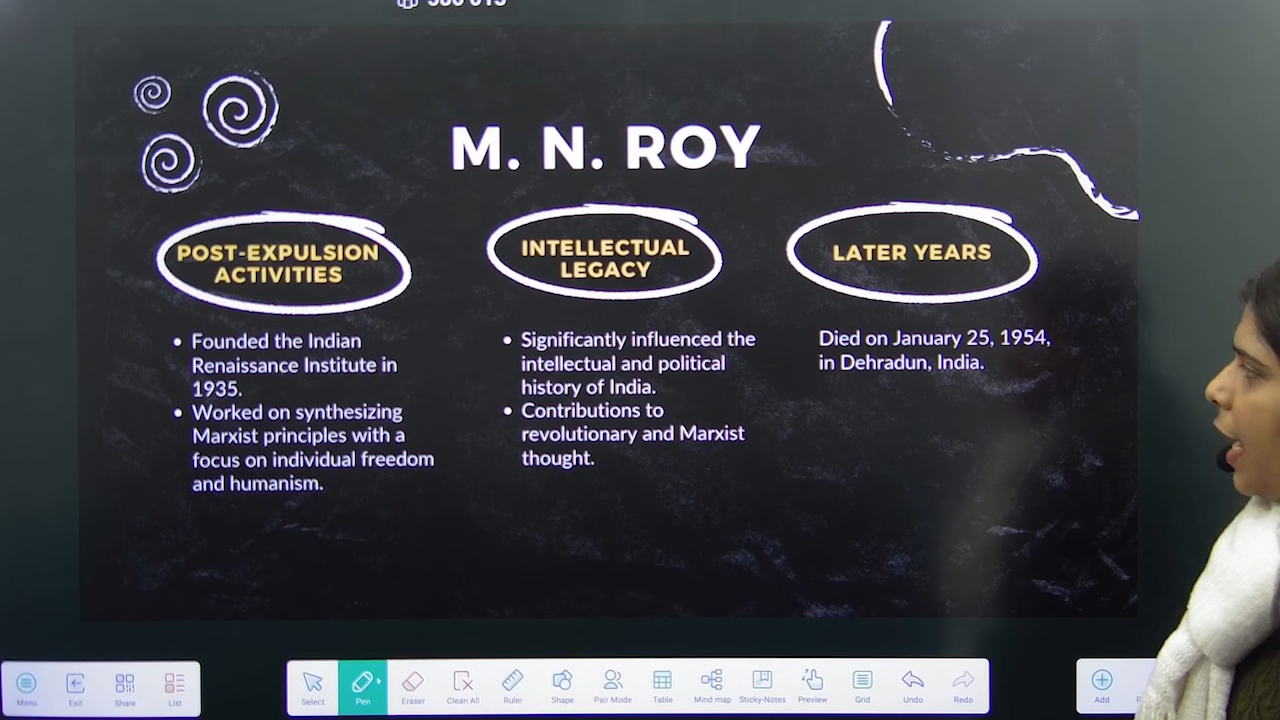 M. N. ROY
POST-EXPULSION
ACTIVITIES
• Founded the Indian
Renaissance Institute in
1935.
• Worked on synthesizing
Marxist principles with a
focus on individual freedom
and humanism.
INTELLECTUAL
LEGACY
• Significantly influenced the
intellectual and political
history of India.
• Contributions to
revolutionary and Marxist
thought.
LATER YEARS
Died on January 25, 1954,
in Dehradun, India.
Menu
Exit
Share
List
Select
Pen
Eraser
Clean All
Ruler
Shape
Pair Mode
Table
Mind map
Sticky-Notes
Preview
Grid
Undo
Redo
Add